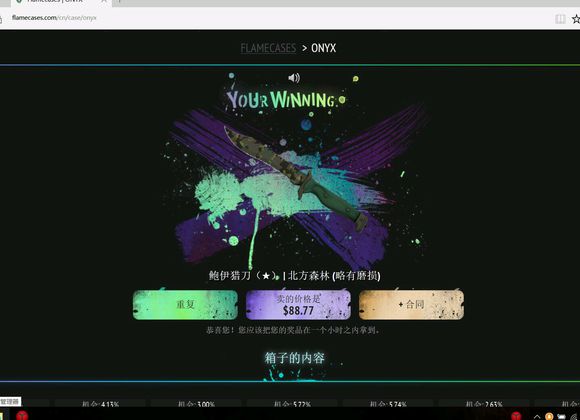 Flamecases | ONYX
flamecases.com/cn/case/onyx
FLAMECASES > ONYX
YOUR WINNING
鲍伊猎刀（★） | 北方森林 (略有磨损)
重复
卖的价格是
$88.77
+ 合同
恭喜您！您应该把您的奖品在一个小时之内拿到。
箱子的内容
管理器
机会: 4.13%
机会: 3.00%
机会: 5.72%
机会: 5.74%
机会: 2.63%